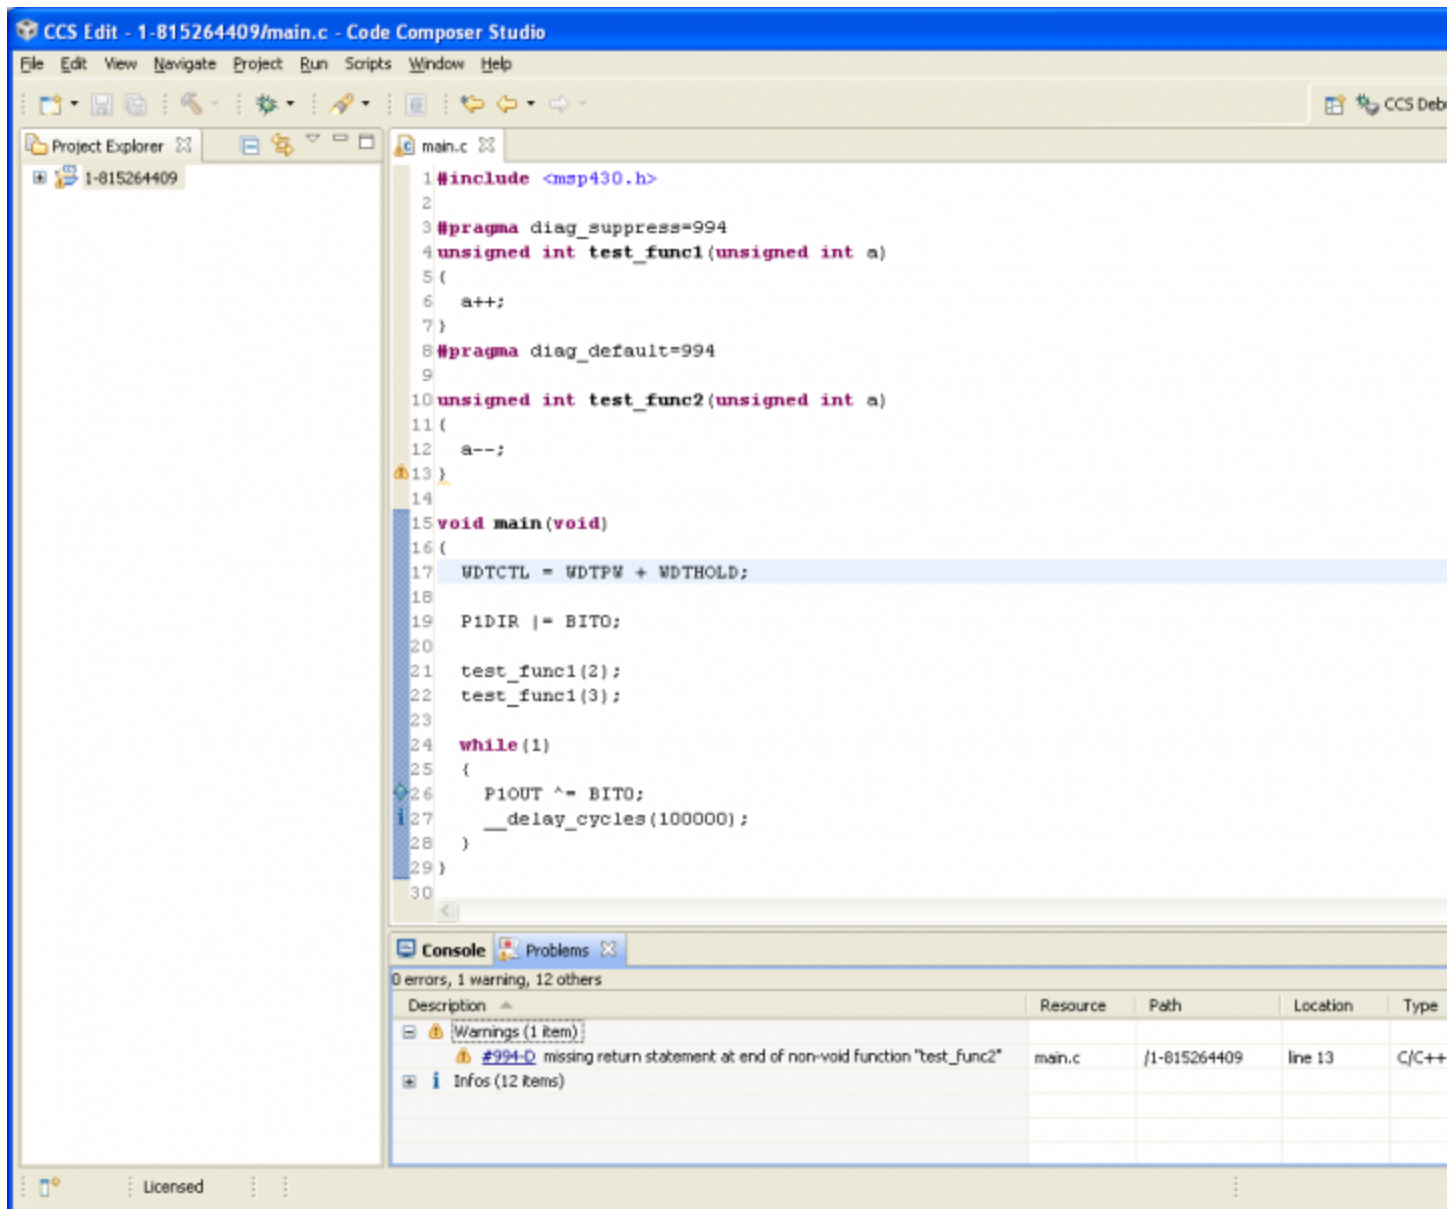 CCS Edit - 1-815264409/main.c - Code Composer Studio
File Edit View Navigate Project Run Scripts Window Help
CCS Deb
Project Explorer
1-815264409
main.c
1 #include <msp430.h>
2
3 #pragma diag_suppress=994
4 unsigned int test_func1(unsigned int a)
5 {
6 a++;
7 }
8 #pragma diag_default=994
9
10 unsigned int test_func2(unsigned int a)
11 {
12 a--;
13 }
14
15 void main(void)
16 {
17 WDTCTL = WDTPW + WDTHOLD;
18
19 P1DIR |= BIT0;
20
21 test_func1(2);
22 test_func1(3);
23
24 while(1)
25 {
26 P1OUT ^= BIT0;
27 __delay_cycles(100000);
28 }
29 }
30
Console Problems
0 errors, 1 warning, 12 others
Description Resource Path Location Type
Warnings (1 item)
#994-D missing return statement at end of non-void function "test_func2" main.c /1-815264409 line 13 C/C++
Infos (12 items)
Licensed